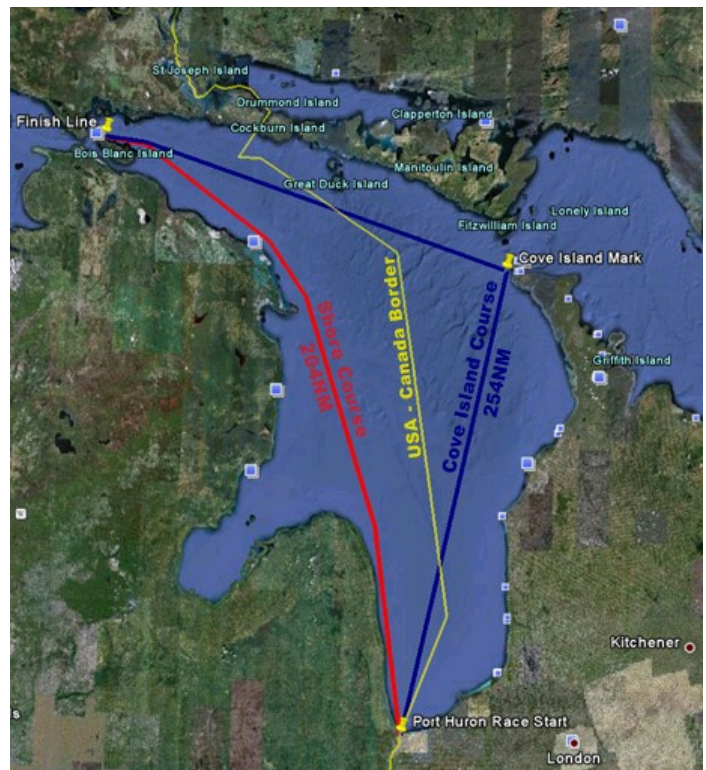 St Joseph Island
Drummond Island
Clapperton Island
Finish Line
Cockburn Island
Bois Blanc Island
Manitoulin Island
Great Duck Island
Lonely Island
Fitzwilliam Island
Cove Island Mark
Shore Course
204NM
USA - Canada Border
Cove Island Course
254NM
Griffith Island
Kitchener
s
Port Huron Race Start
London